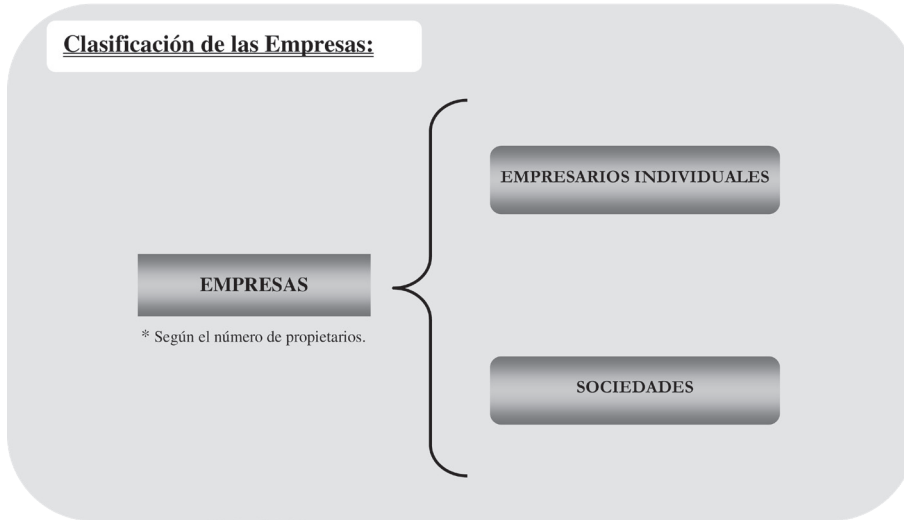 Clasificación de las Empresas:
EMPRESARIOS INDIVIDUALES
EMPRESAS
* Según el número de propietarios.
SOCIEDADES